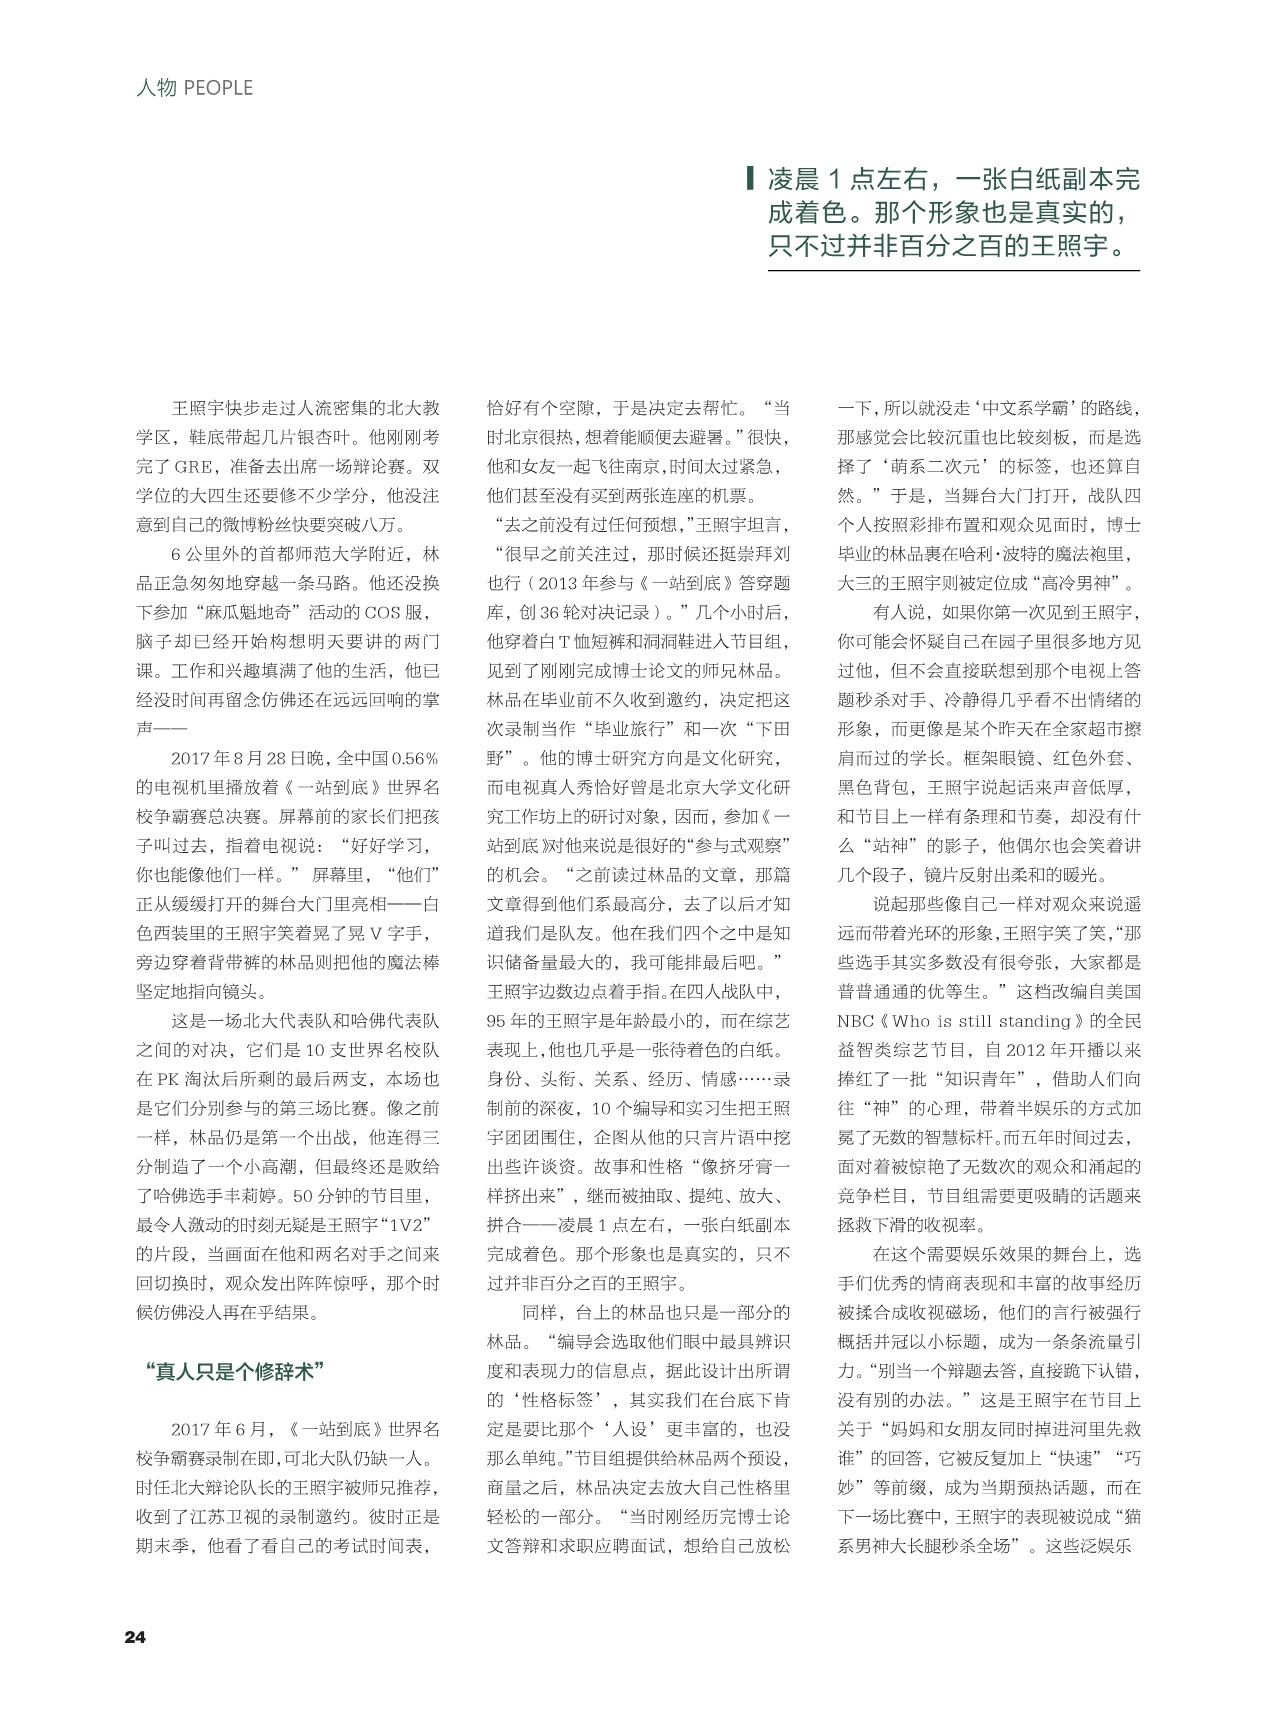 人物 PEOPLE
凌晨 1 点左右，一张白纸副本完
成着色。那个形象也是真实的，
只不过并非百分之百的王照宇。
王照宇快步走过人流密集的北大教
学区，鞋底带起几片银杏叶。他刚刚考
完了 GRE，准备去出席一场辩论赛。双
学位的大四生还要修不少学分，他没注
意到自己的微博粉丝快要突破八万。
6 公里外的首都师范大学附近，林
品正急匆匆地穿越一条马路。他还没换
下参加“麻瓜魁地奇”活动的 COS 服，
脑子却已经开始构想明天要讲的两门
课。工作和兴趣填满了他的生活，他已
经没时间再留念仿佛还在远远回响的掌
声——
2017 年 8 月 28 日晚，全中国 0.56%
的电视机里播放着《一站到底》世界名
校争霸赛总决赛。屏幕前的家长们把孩
子叫过去，指着电视说：“好好学习，
你也能像他们一样。” 屏幕里，“他们”
正从缓缓打开的舞台大门里亮相——白
色西装里的王照宇笑着晃了晃 V 字手，
旁边穿着背带裤的林品则把他的魔法棒
坚定地指向镜头。
这是一场北大代表队和哈佛代表队
之间的对决，它们是 10 支世界名校队
在 PK 淘汰后所剩的最后两支，本场也
是它们分别参与的第三场比赛。像之前
一样，林品仍是第一个出战，他连得三
分制造了一个小高潮，但最终还是败给
了哈佛选手丰莉婷。50 分钟的节目里，
最令人激动的时刻无疑是王照宇“1V2”
的片段，当画面在他和两名对手之间来
回切换时，观众发出阵阵惊呼，那个时
候仿佛没人再在乎结果。
“真人只是个修辞术”
2017 年 6 月，《一站到底》世界名
校争霸赛录制在即，可北大队仍缺一人。
时任北大辩论队长的王照宇被师兄推荐，
收到了江苏卫视的录制邀约。彼时正是
期末季，他看了看自己的考试时间表，
恰好有个空隙，于是决定去帮忙。“当
时北京很热，想着能顺便去避暑。”很快，
他和女友一起飞往南京，时间太过紧急，
他们甚至没有买到两张连座的机票。
“去之前没有过任何预想，”王照宇坦言，
“很早之前关注过，那时候还挺崇拜刘
也行（2013 年参与《一站到底》答穿题
库，创 36 轮对决记录）。”几个小时后，
他穿着白 T 恤短裤和洞洞鞋进入节目组，
见到了刚刚完成博士论文的师兄林品。
林品在毕业前不久收到邀约，决定把这
次录制当作“毕业旅行”和一次“下田
野”。他的博士研究方向是文化研究，
而电视真人秀恰好曾是北京大学文化研
究工作坊上的研讨对象，因而，参加《一
站到底》对他来说是很好的“参与式观察”
的机会。“之前读过林品的文章，那篇
文章得到他们系最高分，去了以后才知
道我们是队友。他在我们四个之中是知
识储备量最大的，我可能排最后吧。”
王照宇边数边点着手指。在四人战队中，
95 年的王照宇是年龄最小的，而在综艺
表现上，他也几乎是一张待着色的白纸。
身份、头衔、关系、经历、情感……录
制前的深夜，10 个编导和实习生把王照
宇团团围住，企图从他的只言片语中挖
出些许谈资。故事和性格“像挤牙膏一
样挤出来”，继而被抽取、提纯、放大、
拼合——凌晨 1 点左右，一张白纸副本
完成着色。那个形象也是真实的，只不
过并非百分之百的王照宇。
同样，台上的林品也只是一部分的
林品。“编导会选取他们眼中最具辨识
度和表现力的信息点，据此设计出所谓
的‘性格标签’，其实我们在台底下肯
定是要比那个‘人设’更丰富的，也没
那么单纯。”节目组提供给林品两个预设，
商量之后，林品决定去放大自己性格里
轻松的一部分。“当时刚经历完博士论
文答辩和求职应聘面试，想给自己放松
一下，所以就没走‘中文系学霸’的路线，
那感觉会比较沉重也比较刻板，而是选
择了‘萌系二次元’的标签，也还算自
然。”于是，当舞台大门打开，战队四
个人按照彩排布置和观众见面时，博士
毕业的林品裹在哈利·波特的魔法袍里，
大三的王照宇则被定位成“高冷男神”。
有人说，如果你第一次见到王照宇，
你可能会怀疑自己在园子里很多地方见
过他，但不会直接联想到那个电视上答
题秒杀对手、冷静得几乎看不出情绪的
形象，而更像是某个昨天在全家超市擦
肩而过的学长。框架眼镜、红色外套、
黑色背包，王照宇说起话来声音低厚，
和节目上一样有条理和节奏，却没有什
么“站神”的影子，他偶尔也会笑着讲
几个段子，镜片反射出柔和的暖光。
说起那些像自己一样对观众来说遥
远而带着光环的形象，王照宇笑了笑，“那
些选手其实多数没有很夸张，大家都是
普普通通的优等生。”这档改编自美国
NBC《Who is still standing》的全民
益智类综艺节目，自 2012 年开播以来
捧红了一批“知识青年”，借助人们向
往“神”的心理，带着半娱乐的方式加
冕了无数的智慧标杆。而五年时间过去，
面对着被惊艳了无数次的观众和涌起的
竞争栏目，节目组需要更吸睛的话题来
拯救下滑的收视率。
在这个需要娱乐效果的舞台上，选
手们优秀的情商表现和丰富的故事经历
被揉合成收视磁场，他们的言行被强行
概括并冠以小标题，成为一条条流量引
力。“别当一个辩题去答，直接跪下认错，
没有别的办法。”这是王照宇在节目上
关于“妈妈和女朋友同时掉进河里先救
谁”的回答，它被反复加上“快速”“巧
妙”等前缀，成为当期预热话题，而在
下一场比赛中，王照宇的表现被说成“猫
系男神大长腿秒杀全场”。这些泛娱乐
24